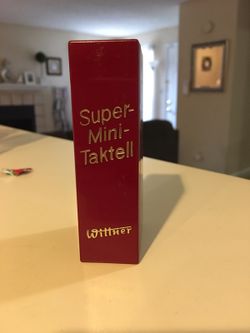 Super-
Mini-
Taktell
Wittner